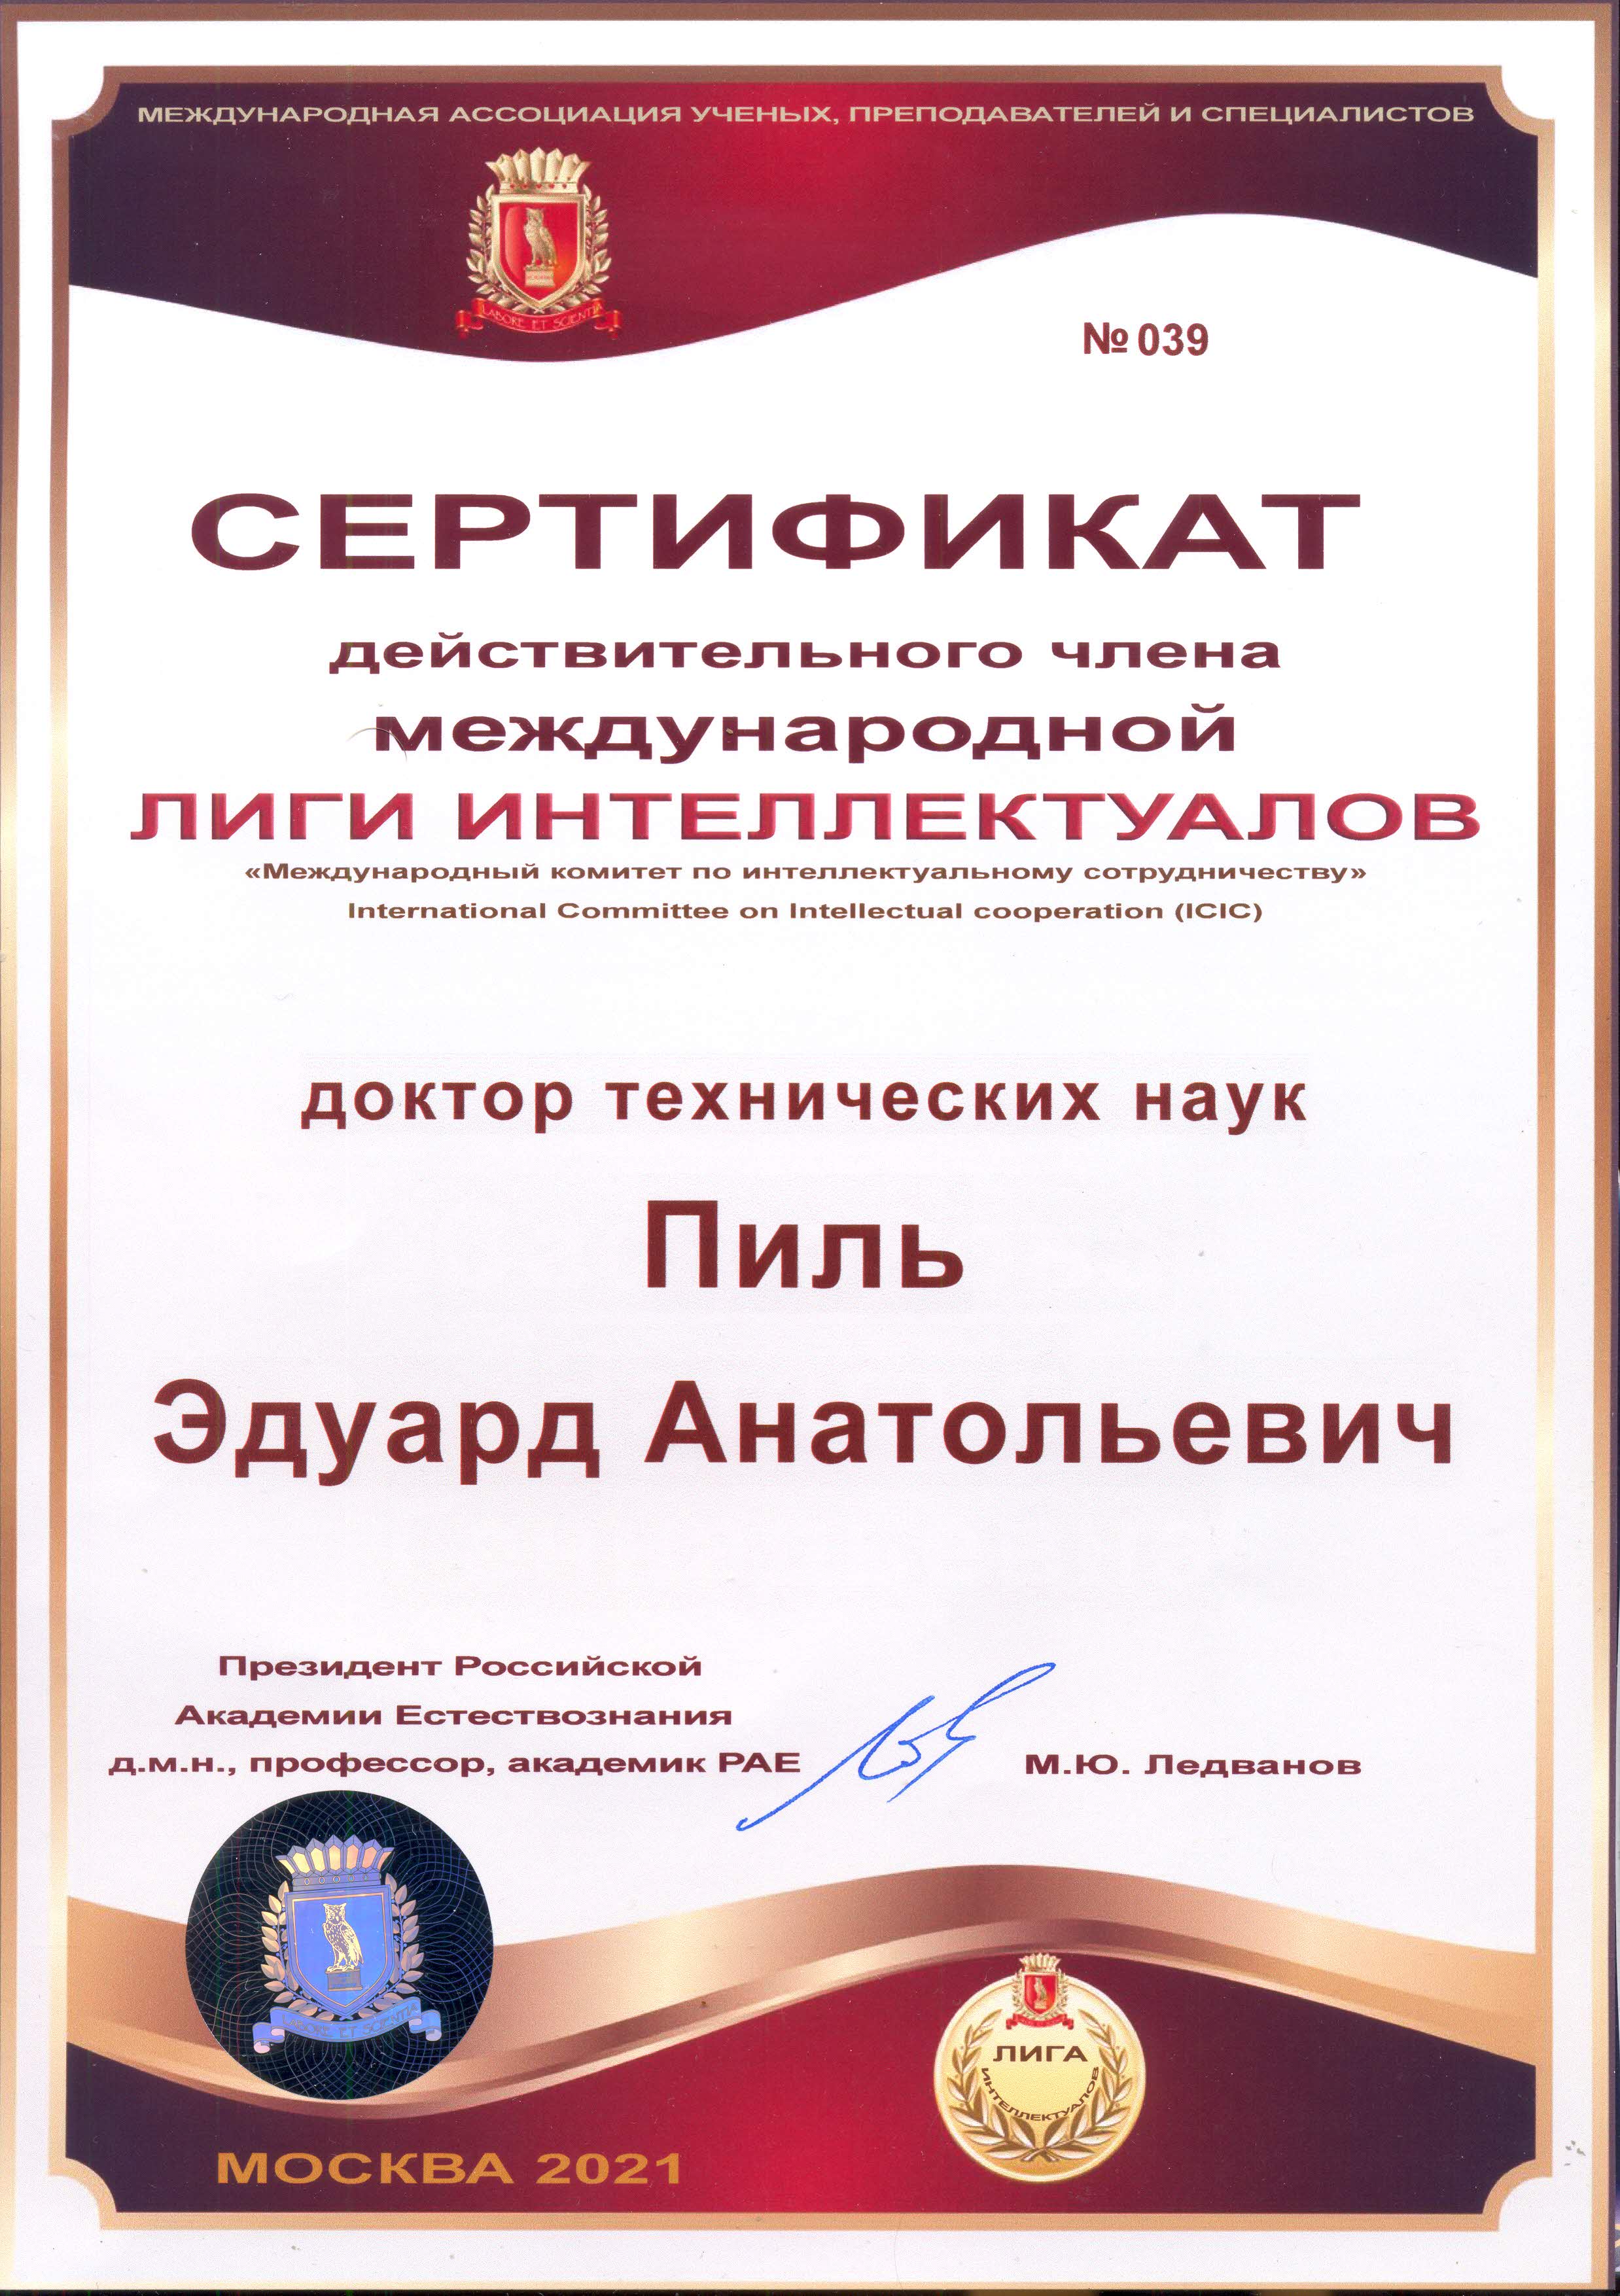 МЕЖДУНАРОДНАЯ АССОЦИАЦИЯ УЧЕНЫХ, ПРЕПОДАВАТЕЛЕЙ И СПЕЦИАЛИСТОВ
LABORE ET SCIENTIA
№ 039
СЕРТИФИКАТ
действительного члена
международной
ЛИГИ ИНТЕЛЛЕКТУАЛОВ
«Международный комитет по интеллектуальному сотрудничеству»
International Committee on Intellectual cooperation (ICIC)
доктор технических наук
Пиль
Эдуард Анатольевич
Президент Российской
Академии Естествознания
д.м.н., профессор, академик РАЕ
М.Ю. Ледванов
LABORE ET SCIENTIA
ЛИГА
ИНТЕЛЛЕКТУАЛОВ
МОСКВА 2021